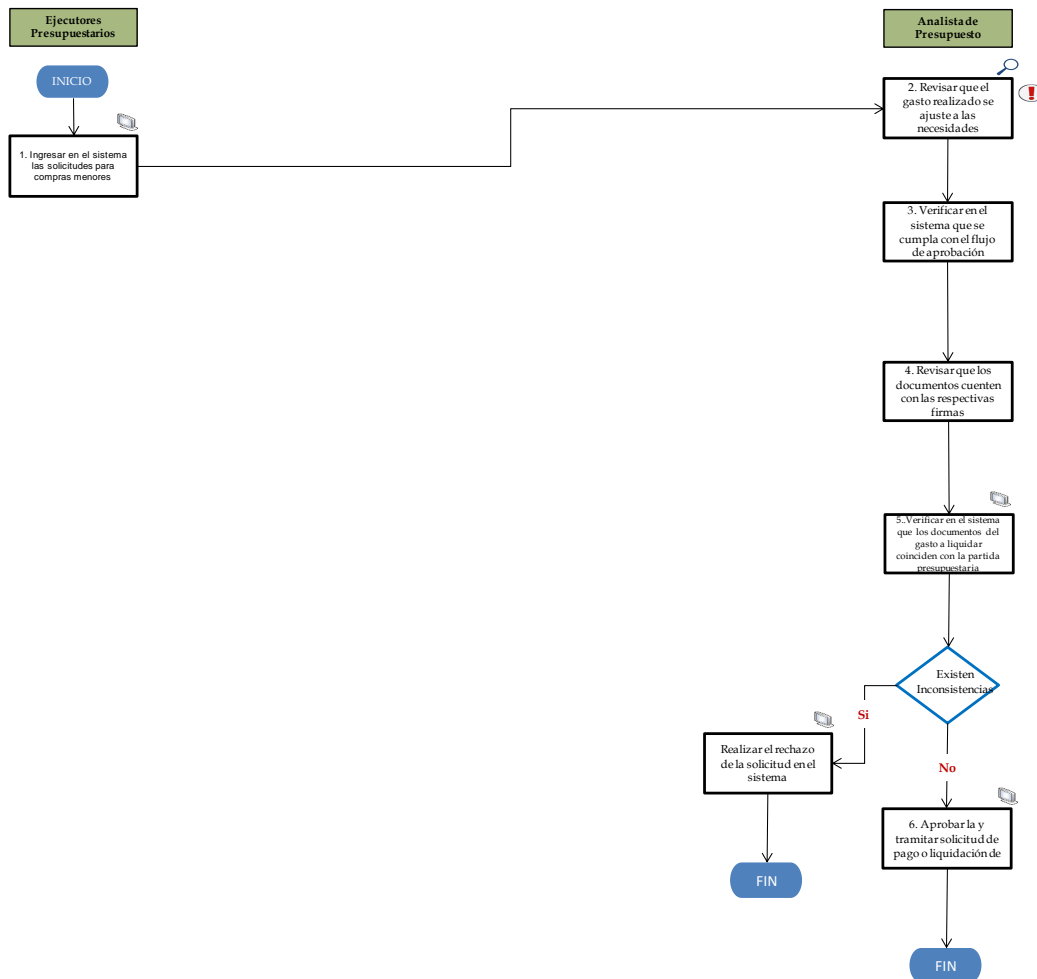 Ejecutores
Presupuestarios
Analista de
Presupuesto
INICIO
1. Ingresar en el sistema
las solicitudes para
compras menores
2. Revisar que el
gasto realizado se
ajuste a las
necesidades
3. Verificar en el
sistema que se
cumpla con el flujo
de aprobación
4. Revisar que los
documentos cuenten
con las respectivas
firmas
5..Verificar en el sistema
que los documentos del
gasto a liquidar
coinciden con la partida
presupuestaria
Existen
Inconsistencias
Si
No
Realizar el rechazo
de la solicitud en el
sistema
6. Aprobar la y
tramitar solicitud de
pago o liquidación de
FIN
FIN